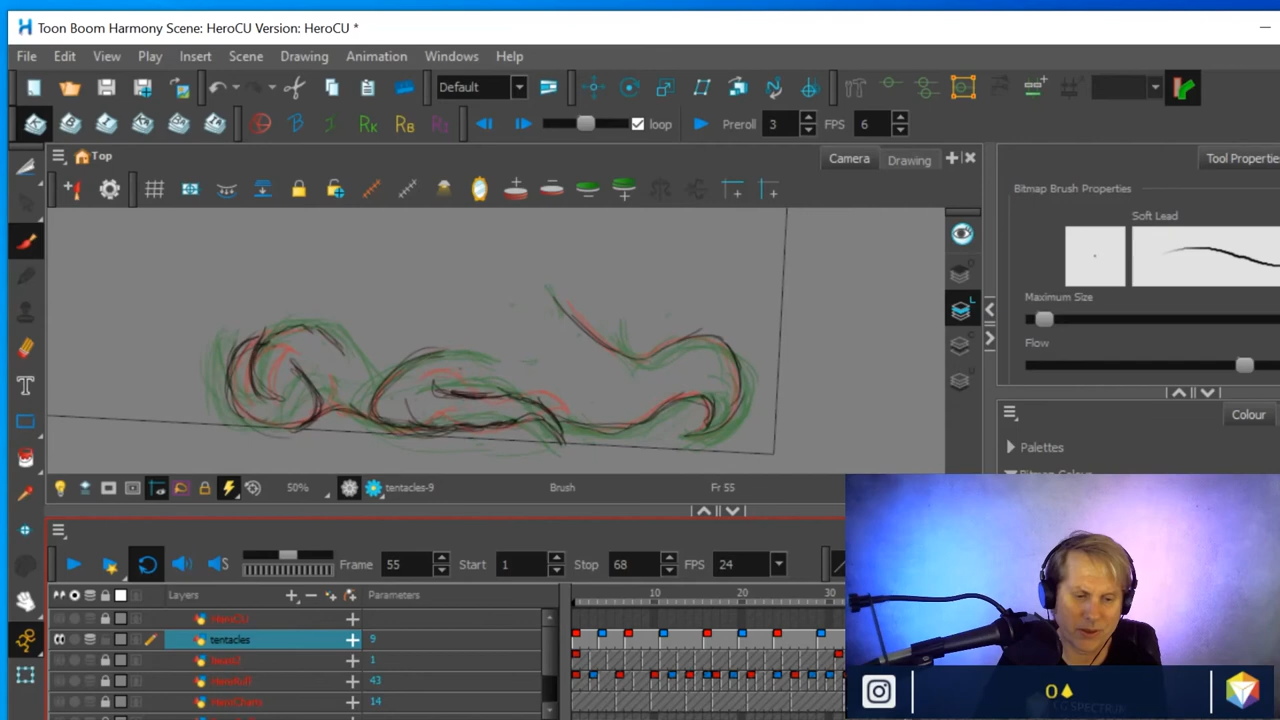 Toon Boom Harmony Scene: HeroCU Version: HeroCU *
File Edit View Play Insert Scene Drawing Animation Windows Help
Default
loop Preroll 3 FPS 6
Top Camera Drawing Tool Propertie
Bitmap Brush Properties
Soft Lead
Maximum Size
Flow
Colour
Palettes
50% tentacles-9 Brush Fr 55
Frame 55 Start 1 Stop 68 FPS 24
Layers Parameters 10 20 30
HeroCU
tentacles 9
1
43
14
0